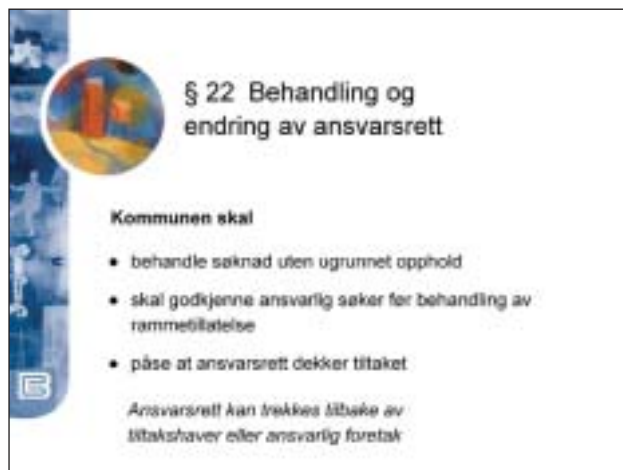 § 22 Behandling og
endring av ansvarsrett
Kommunen skal
• behandle søknad uten ugrunnet opphold
• skal godkjenne ansvarlig søker før behandling av
rammetillatelse
• påse at ansvarsrett dekker tiltaket
Ansvarsrett kan trekkes tilbake av
tiltakshaver eller ansvarlig foretak